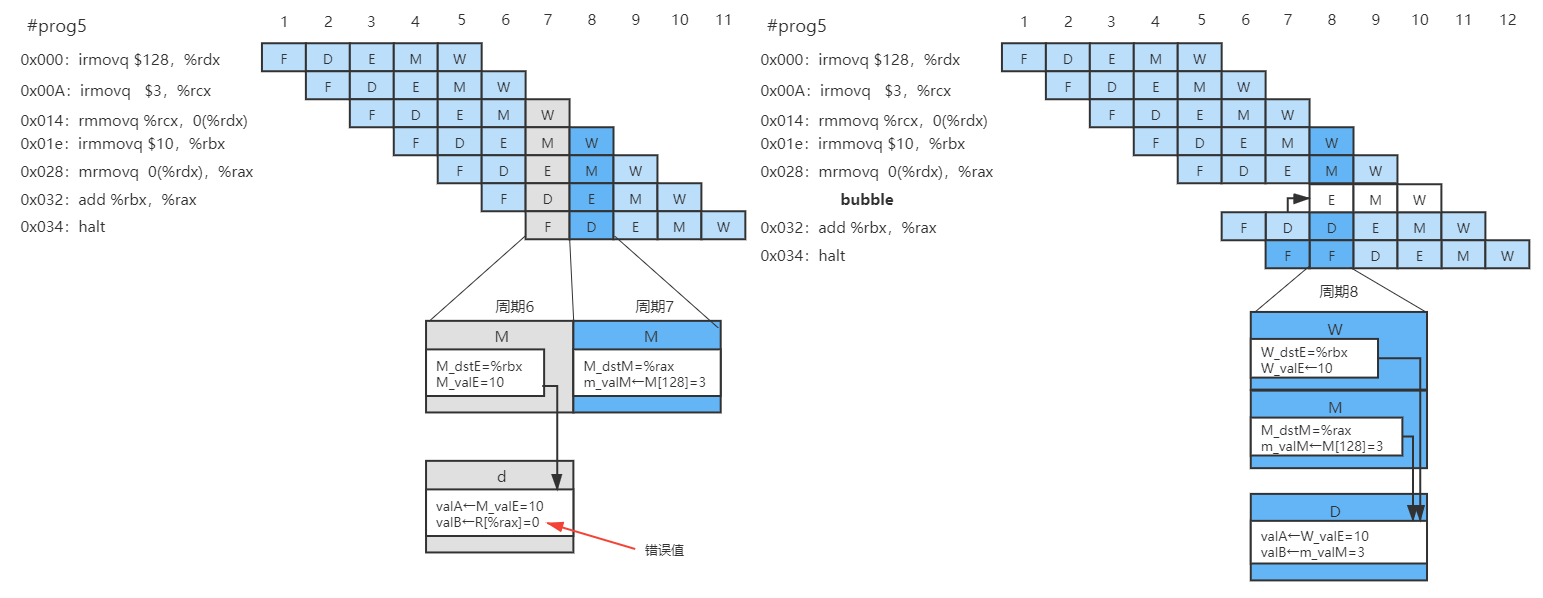 #prog5
1 2 3 4 5 6 7 8 9 10 11
0x000：irmovq $128，%rdx
F D E M W
0x00A：irmovq $3，%rcx
F D E M W
0x014：rmmovq %rcx，0(%rdx)
F D E M W
0x01e：irmmovq $10，%rbx
F D E M W
0x028：mrmovq 0(%rdx)，%rax
F D E M W
0x032：add %rbx，%rax
F D E M W
0x034：halt
F D E M W
周期6
周期7
M
M_dstE=%rbx
M_valE=10
M
M_dstM=%rax
m_valM←M[128]=3
d
valA←M_valE=10
valB←R[%rax]=0
错误值
#prog5
1 2 3 4 5 6 7 8 9 10 11 12
0x000：irmovq $128，%rdx
F D E M W
0x00A：irmovq $3，%rcx
F D E M W
0x014：rmmovq %rcx，0(%rdx)
F D E M W
0x01e：irmmovq $10，%rbx
F D E M W
0x028：mrmovq 0(%rdx)，%rax
F D E M W
bubble
E M W
0x032：add %rbx，%rax
F D D E M W
0x034：halt
F F D E M W
周期8
W
W_dstE=%rbx
W_valE←10
M
M_dstM=%rax
m_valM←M[128]=3
D
valA←W_valE=10
valB←m_valM=3